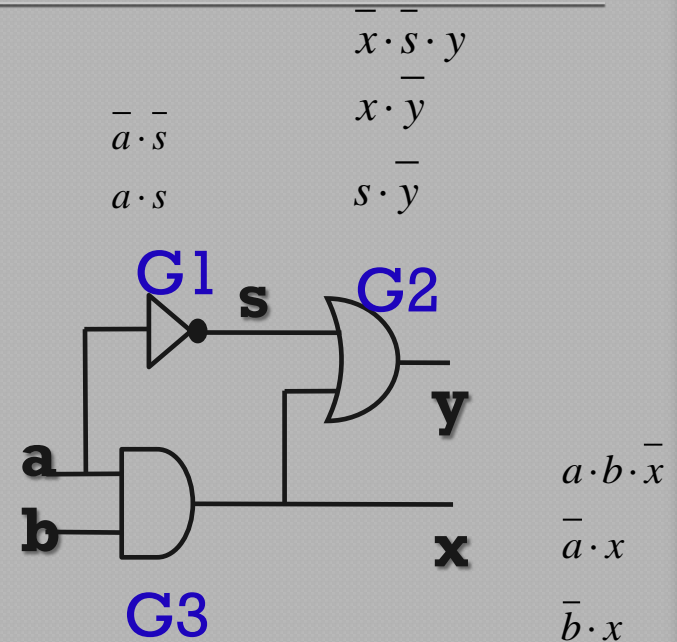 x̅ · s̅ · y
x · y̅
a̅ · s̅
a · s
s · y̅
G1
s
G2
y
a
b
x
G3
a · b · x̅
a̅ · x
b̅ · x